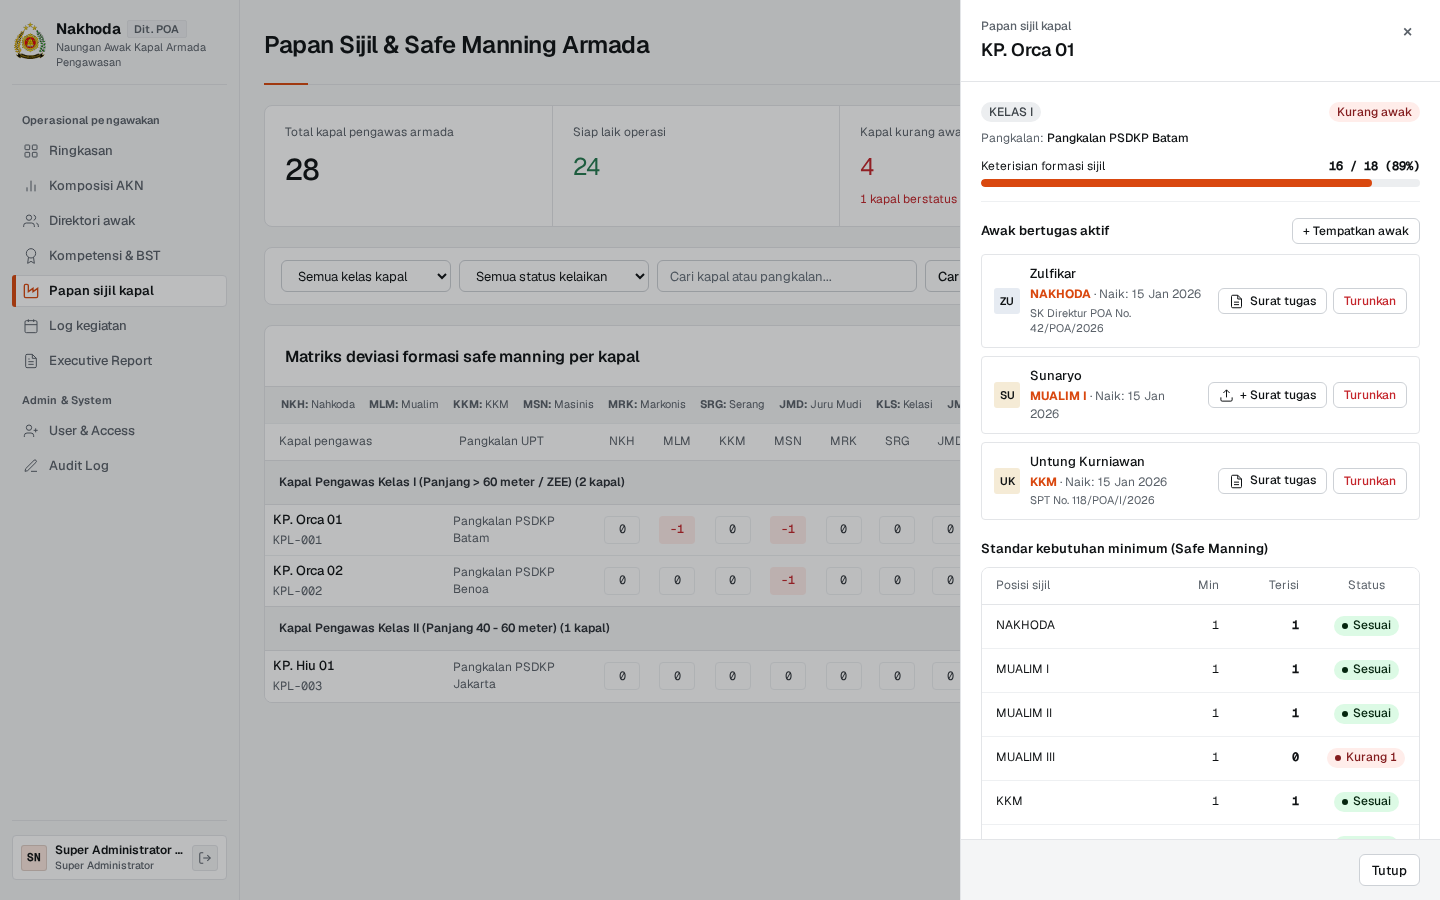 Nakhoda
Dit. POA
Naungan Awak Kapal Armada
Pengawasan
Operasional pengawakan
Ringkasan
Komposisi AKN
Direktori awak
Kompetensi & BST
Papan sijil kapal
Log kegiatan
Executive Report
Admin & System
User & Access
Audit Log
SN
Super Administrator ...
Super Administrator
Papan Sijil & Safe Manning Armada
Total kapal pengawas armada
28
Siap laik operasi
24
Kapal kurang awa
4
1 kapal berstatus
Semua kelas kapal
Semua status kelaikan
Cari kapal atau pangkalan...
Car
Matriks deviasi formasi safe manning per kapal
NKH: Nahkoda MLM: Mualim KKM: KKM MSN: Masinis MRK: Markonis SRG: Serang JMD: Juru Mudi KLS: Kelasi JM
Kapal pengawas Pangkalan UPT NKH MLM KKM MSN MRK SRG JMD
Kapal Pengawas Kelas I (Panjang > 60 meter / ZEE) (2 kapal)
KP. Orca 01
KPL-001
Pangkalan PSDKP
Batam
0 -1 0 -1 0 0 0
KP. Orca 02
KPL-002
Pangkalan PSDKP
Benoa
0 0 0 -1 0 0 0
Kapal Pengawas Kelas II (Panjang 40 - 60 meter) (1 kapal)
KP. Hiu 01
KPL-003
Pangkalan PSDKP
Jakarta
0 0 0 0 0 0 0
Papan sijil kapal
KP. Orca 01
×
KELAS I
Kurang awak
Pangkalan: Pangkalan PSDKP Batam
Keterisian formasi sijil
16 / 18 (89%)
Awak bertugas aktif
+ Tempatkan awak
ZU
Zulfikar
NAKHODA · Naik: 15 Jan 2026
SK Direktur POA No.
42/POA/2026
Surat tugas
Turunkan
SU
Sunaryo
MUALIM I · Naik: 15 Jan
2026
+ Surat tugas
Turunkan
UK
Untung Kurniawan
KKM · Naik: 15 Jan 2026
SPT No. 118/POA/I/2026
Surat tugas
Turunkan
Standar kebutuhan minimum (Safe Manning)
Posisi sijil Min Terisi Status
NAKHODA 1 1 Sesuai
MUALIM I 1 1 Sesuai
MUALIM II 1 1 Sesuai
MUALIM III 1 0 Kurang 1
KKM 1 1 Sesuai
Tutup